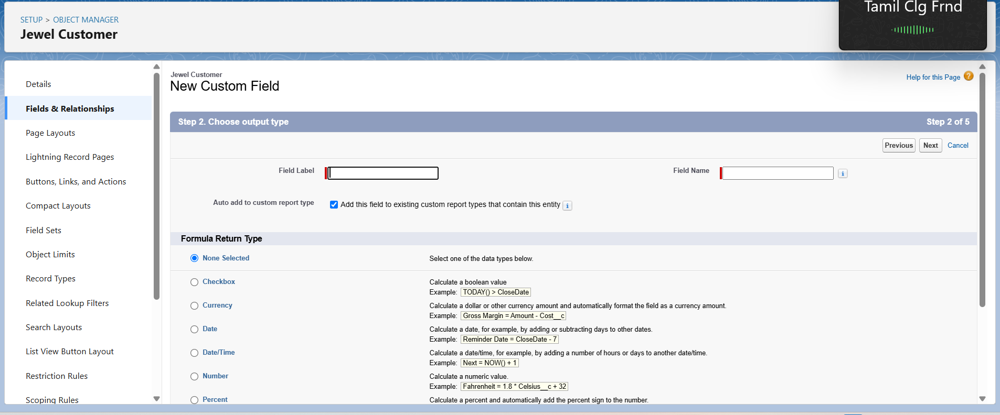 Tamil Clg Frnd
SETUP > OBJECT MANAGER
Jewel Customer
Details
Fields & Relationships
Page Layouts
Lightning Record Pages
Buttons, Links, and Actions
Compact Layouts
Field Sets
Object Limits
Record Types
Related Lookup Filters
Search Layouts
List View Button Layout
Restriction Rules
Scoping Rules
Jewel Customer
New Custom Field
Help for this Page ?
Step 2. Choose output type Step 2 of 5
Previous Next Cancel
Field Label Field Name i
Auto add to custom report type Add this field to existing custom report types that contain this entity i
Formula Return Type
None Selected Select one of the data types below.
Checkbox Calculate a boolean value
Example: TODAY() > CloseDate
Currency Calculate a dollar or other currency amount and automatically format the field as a currency amount.
Example: Gross Margin = Amount - Cost__c
Date Calculate a date, for example, by adding or subtracting days to other dates.
Example: Reminder Date = CloseDate - 7
Date/Time Calculate a date/time, for example, by adding a number of hours or days to another date/time.
Example: Next = NOW() + 1
Number Calculate a numeric value.
Example: Fahrenheit = 1.8 * Celsius__c + 32
Percent Calculate a percent and automatically add the percent sign to the number.